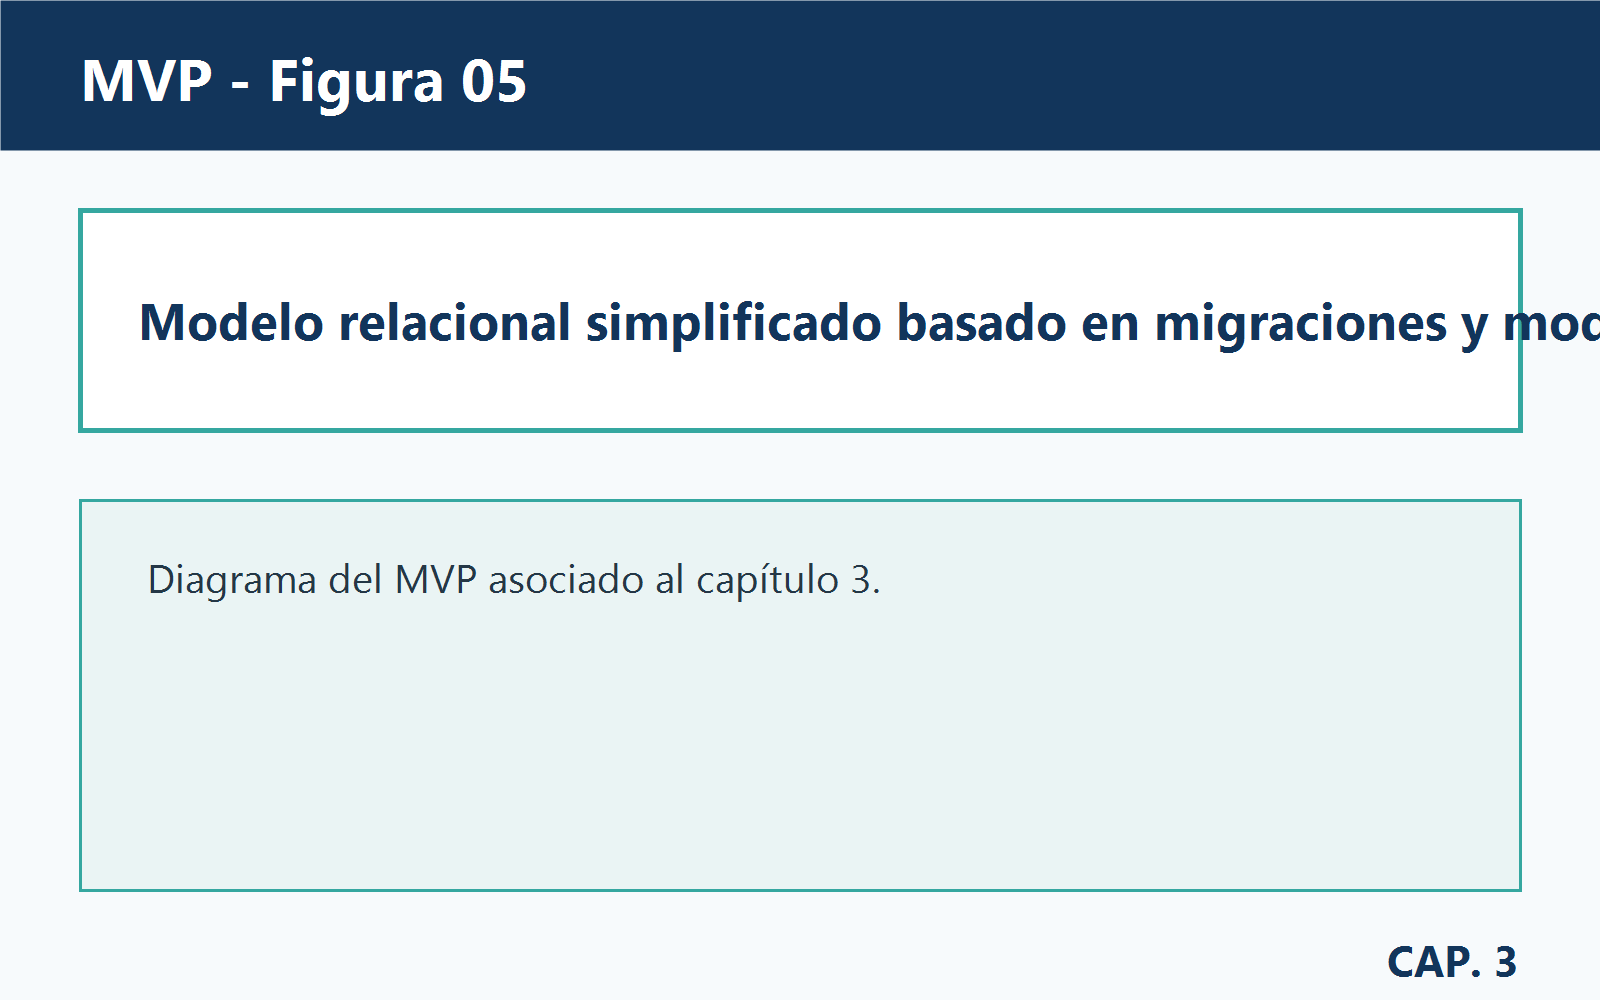 MVP - Figura 05
Modelo relacional simplificado basado en migraciones y
Diagrama del MVP asociado al capítulo 3.
CAP. 3